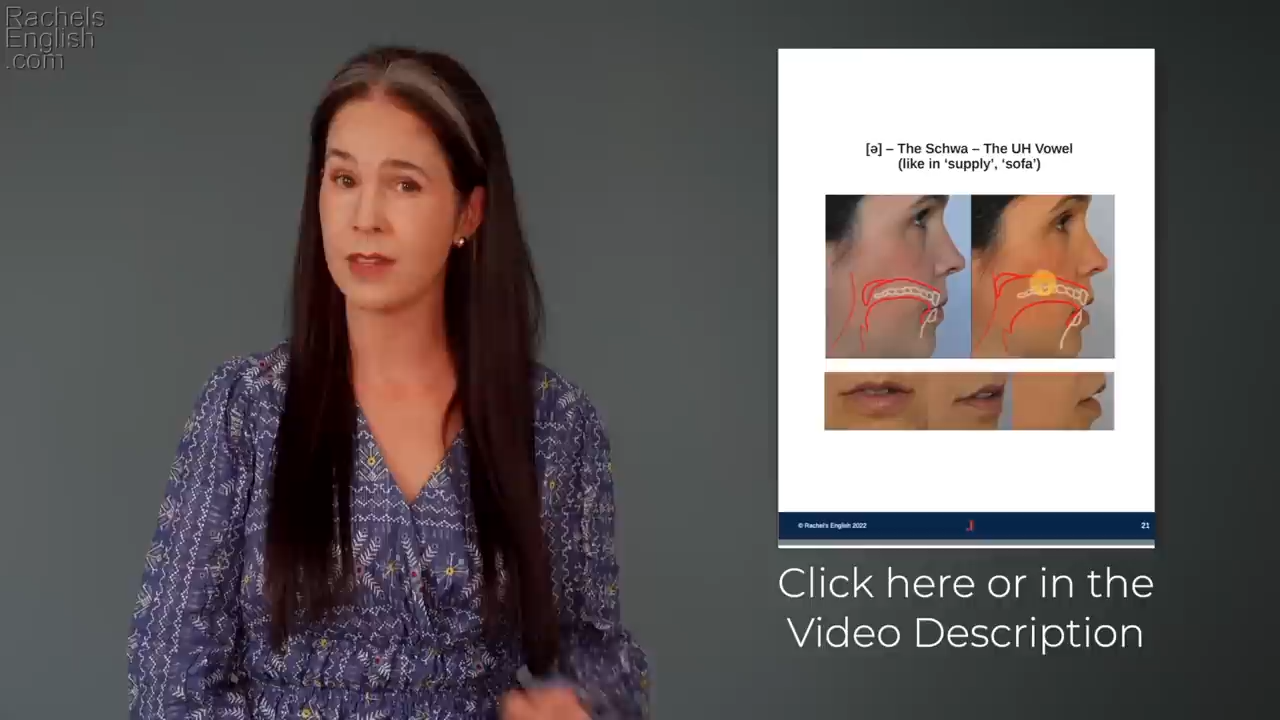 Rachels
English
.com
[ə] – The Schwa – The UH Vowel
(like in ‘supply’, ‘sofa’)
© Rachel's English 2022
21
Click here or in the
Video Description